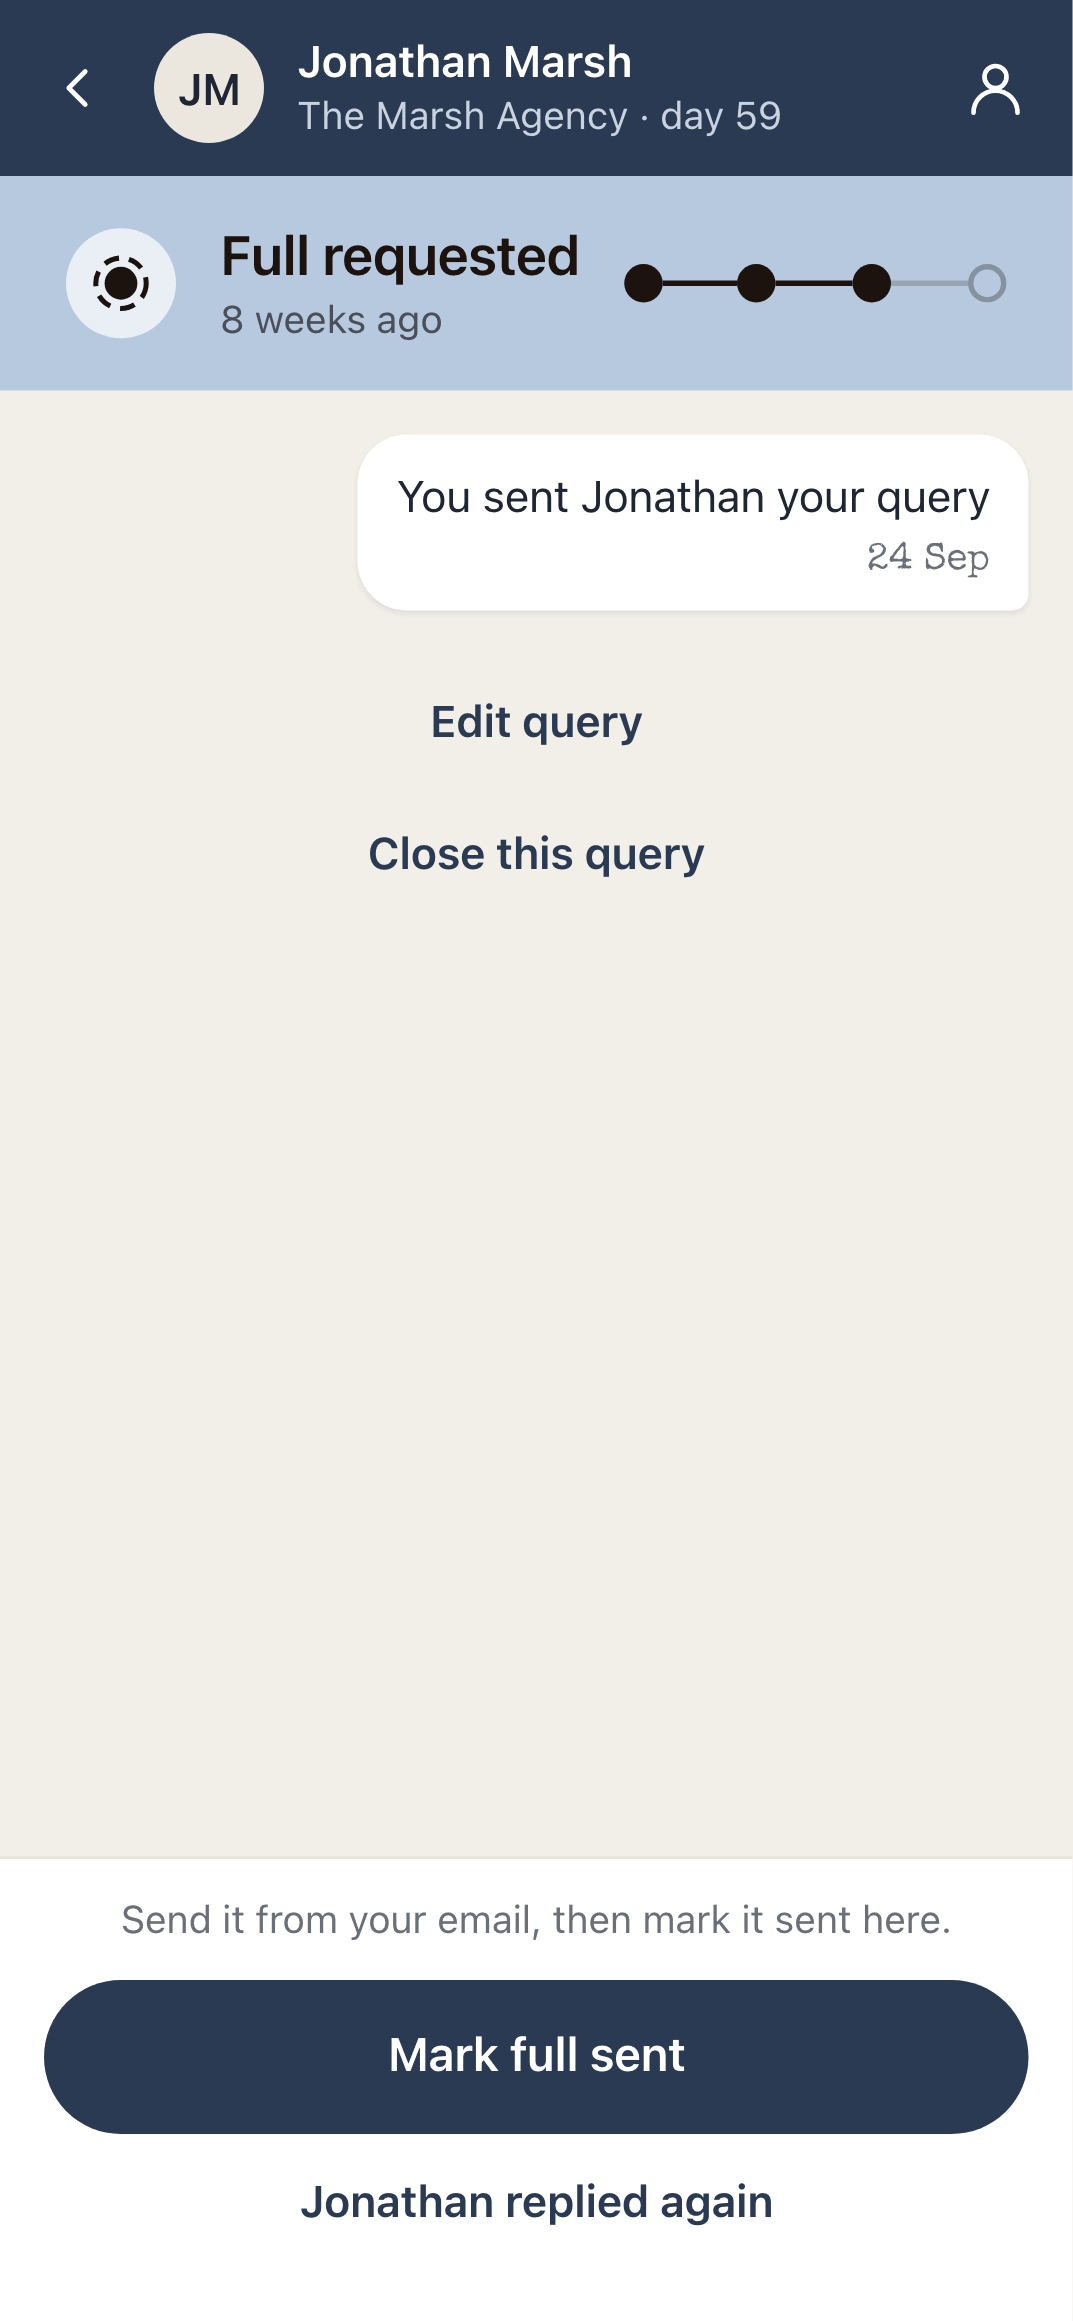 JM
Jonathan Marsh
The Marsh Agency · day 59
Full requested
8 weeks ago
You sent Jonathan your query
24 Sep
Edit query
Close this query
Send it from your email, then mark it sent here.
Mark full sent
Jonathan replied again